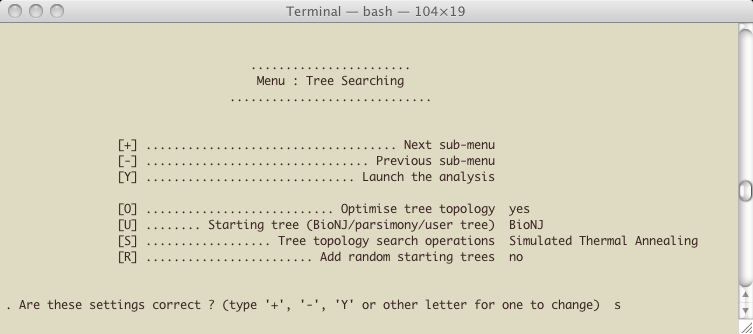 Terminal — bash — 104×19
.......................
Menu : Tree Searching
.............................
[+] .................................... Next sub-menu
[-] ................................ Previous sub-menu
[Y] .............................. Launch the analysis
[O] ........................... Optimise tree topology yes
[U] ........ Starting tree (BioNJ/parsimony/user tree) BioNJ
[S] .................. Tree topology search operations Simulated Thermal Annealing
[R] ........................ Add random starting trees no
. Are these settings correct ? (type '+', '-', 'Y' or other letter for one to change) s